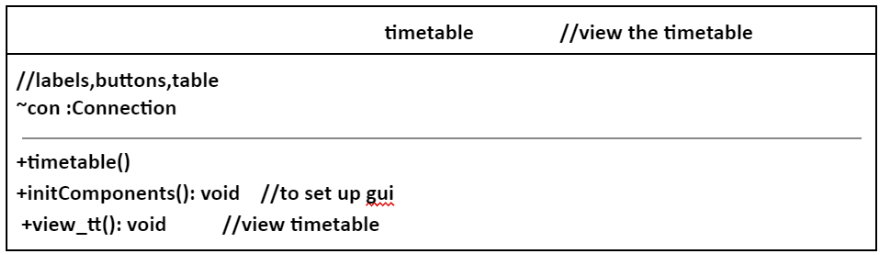 timetable //view the timetable
//labels,buttons,table
~con :Connection
+timetable()
+initComponents(): void //to set up gui
+view_tt(): void //view timetable